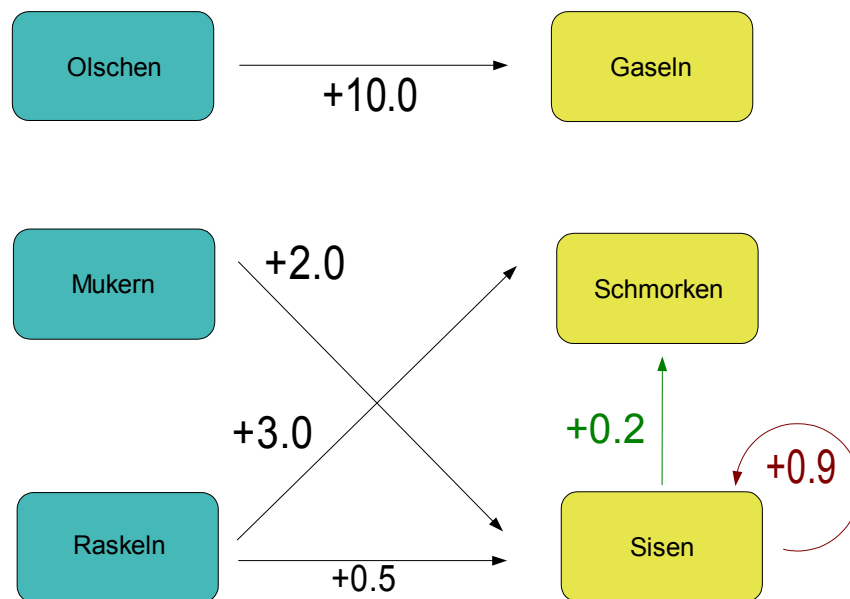 Olschen
+10.0
Gaseln
Mukern
+2.0
Schmorken
+3.0
+0.2
+0.9
Raskeln
+0.5
Sisen